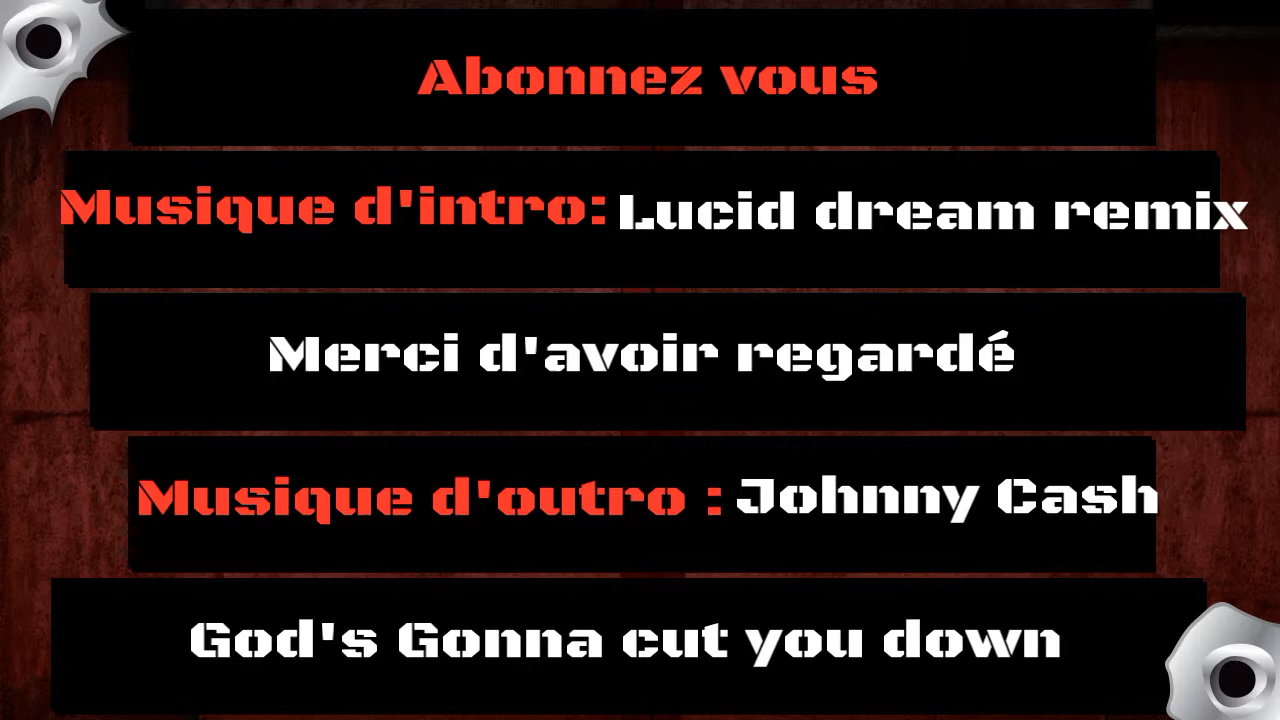 Abonnez vous
Musique d'intro: Lucid dream remix
Merci d'avoir regardé
Musique d'outro : Johnny Cash
God's Gonna cut you down